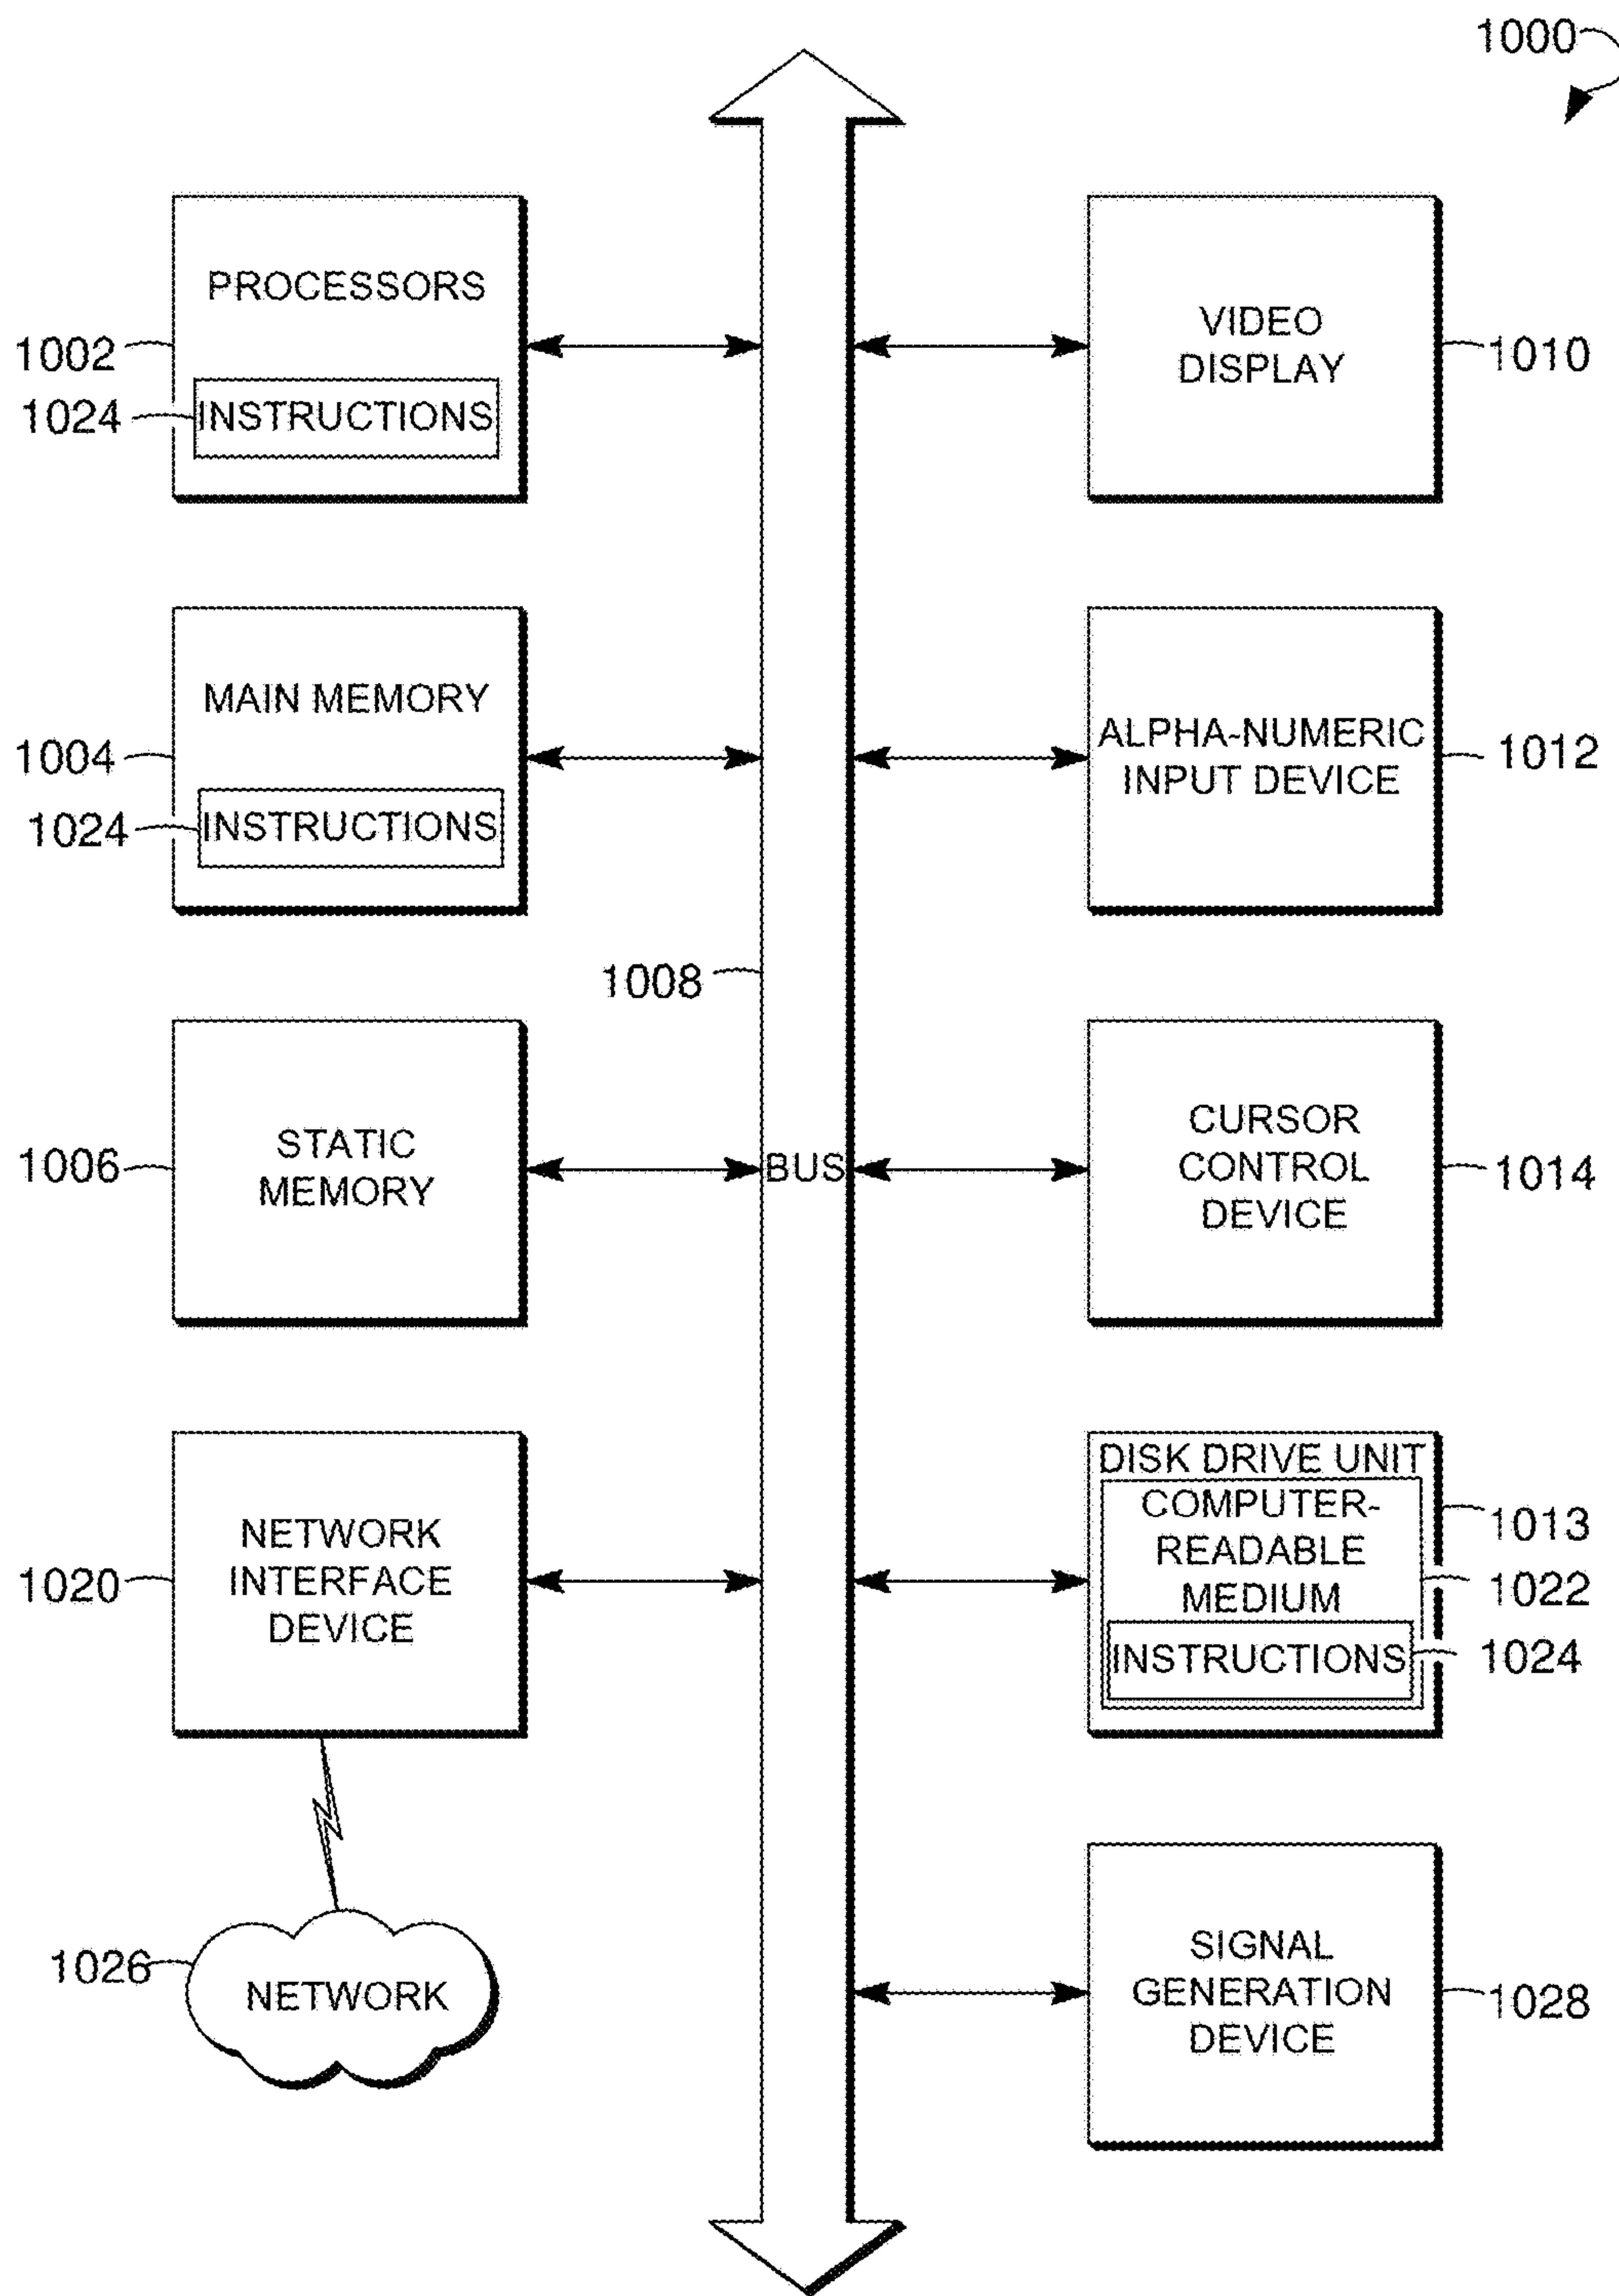 1000
PROCESSORS
1002
1024
INSTRUCTIONS
VIDEO
DISPLAY
1010
MAIN MEMORY
1004
1024
INSTRUCTIONS
ALPHA-NUMERIC
INPUT DEVICE
1012
1008
STATIC
MEMORY
1006
BUS
CURSOR
CONTROL
DEVICE
1014
NETWORK
INTERFACE
DEVICE
1020
DISK DRIVE UNIT
COMPUTER-
READABLE
MEDIUM
INSTRUCTIONS
1013
1022
1024
1026
NETWORK
SIGNAL
GENERATION
DEVICE
1028